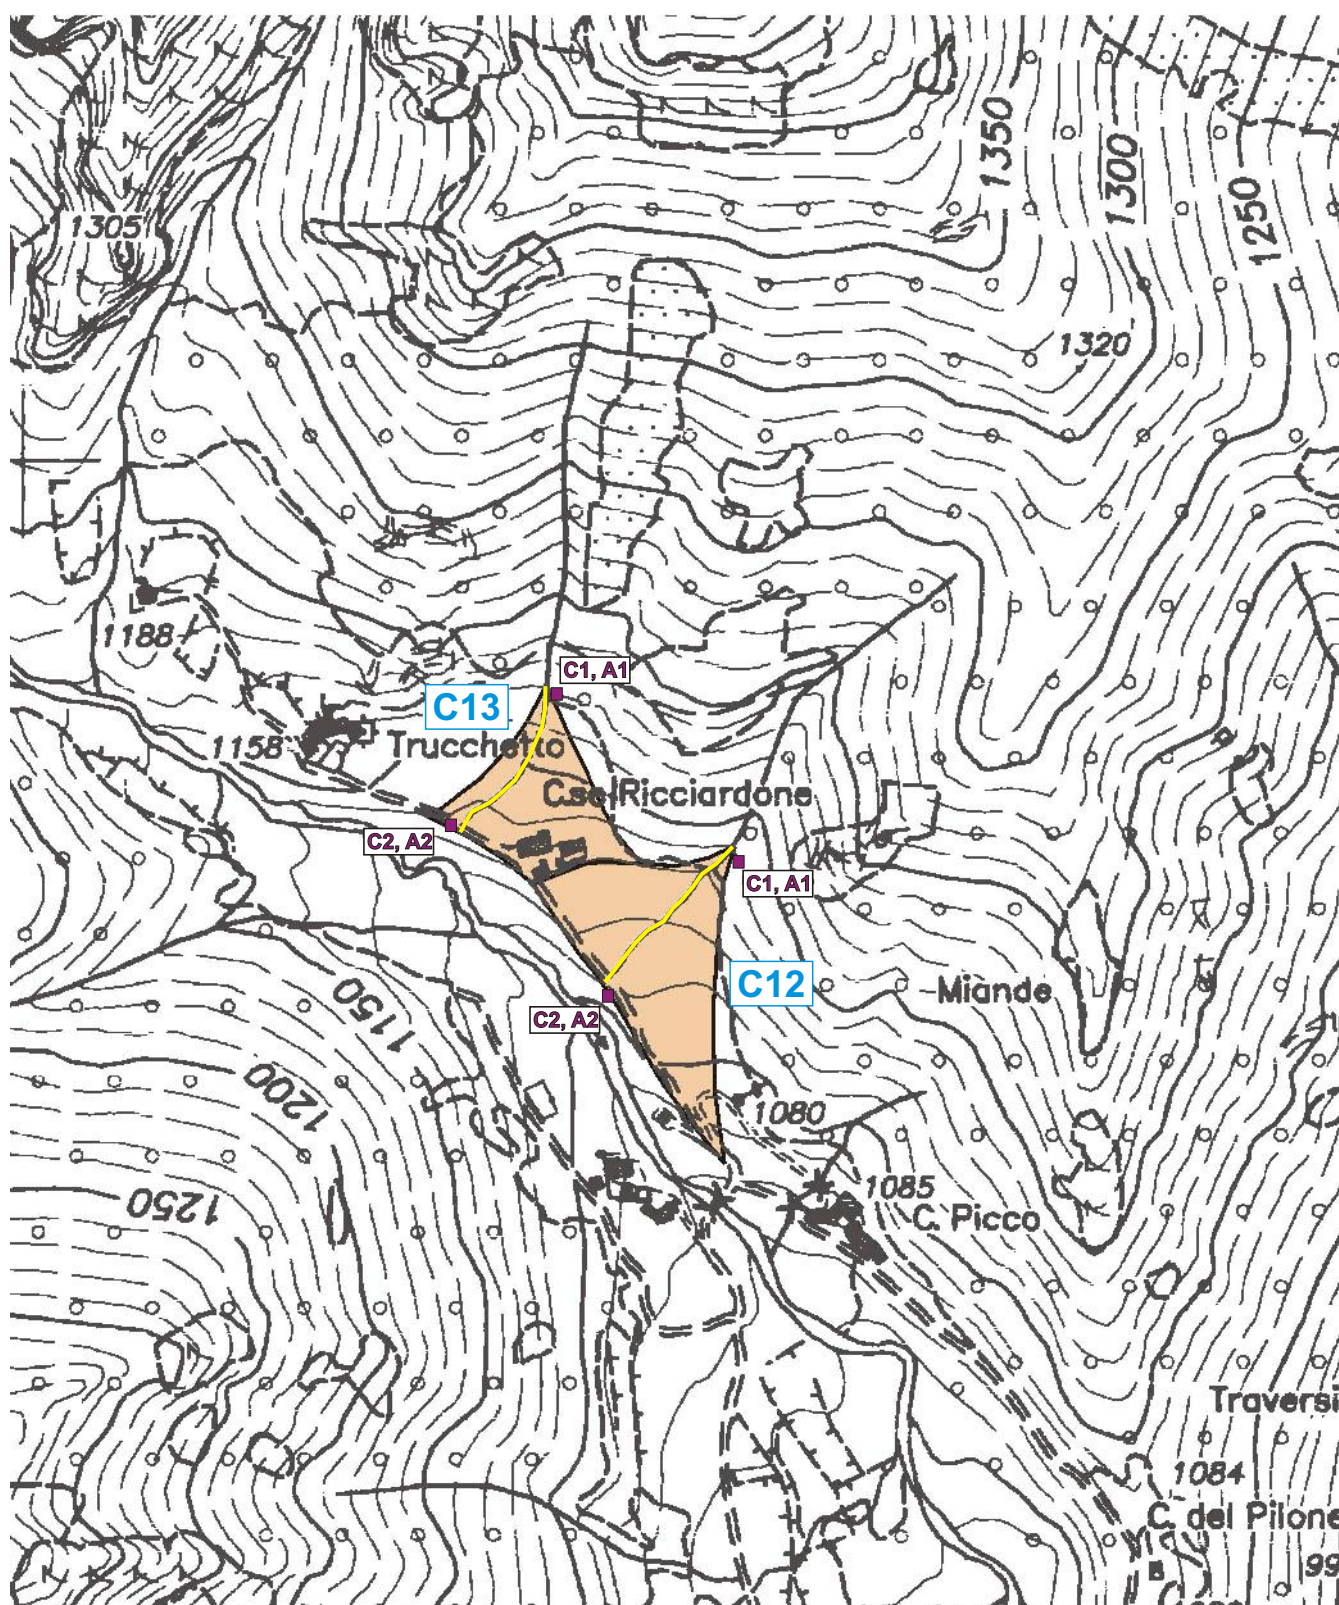 1350
1300
1250
1305
1320
1188
C1, A1
C13
1158
Trucchetto
C.se Ricciardone
C2, A2
C1, A1
C12
Miande
1150
C2, A2
1200
1080
1250
1085
C. Picco
Traversi
1084
C. del Pilone
99